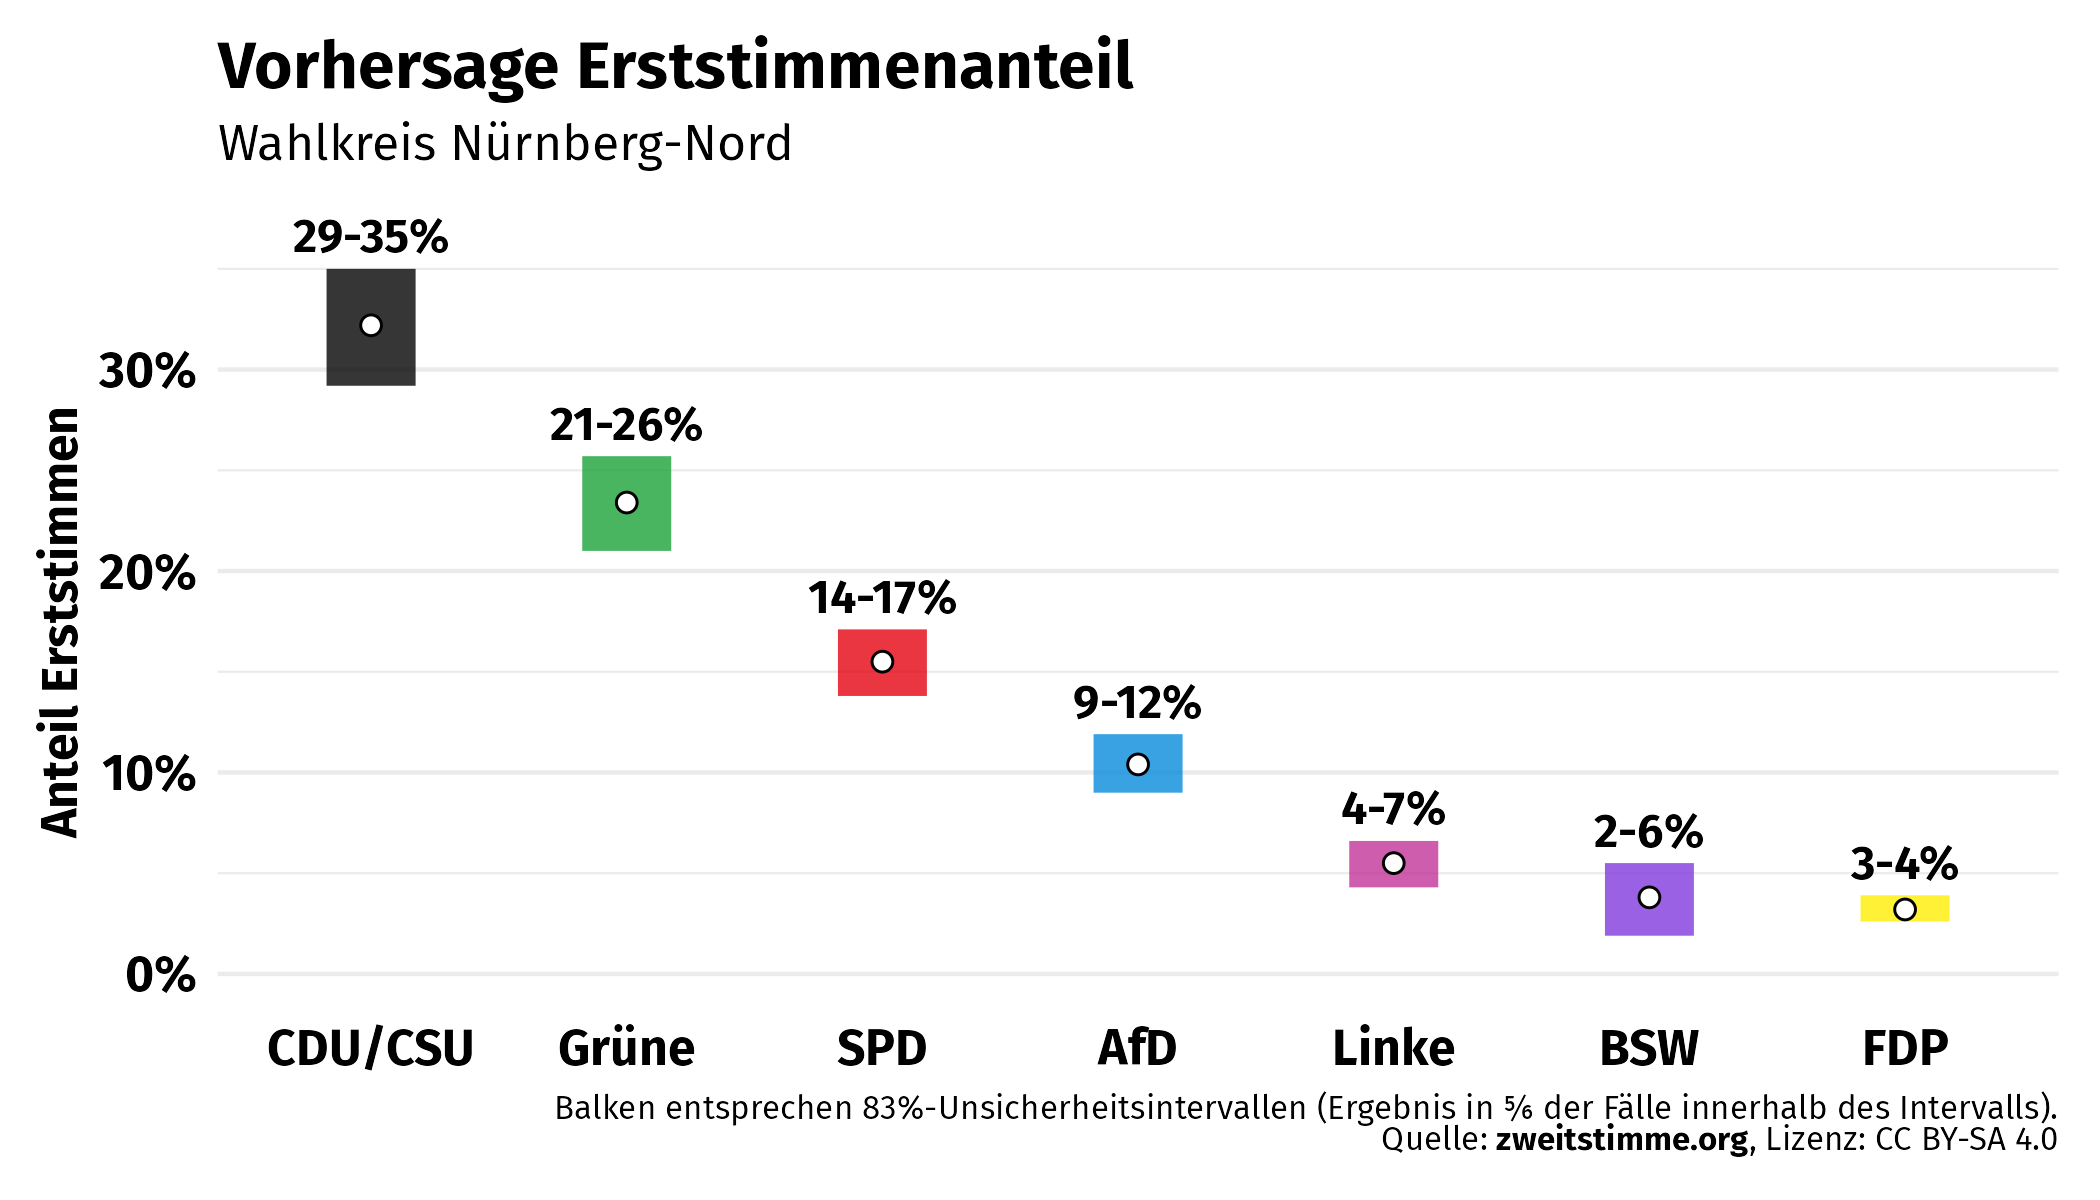 Vorhersage Erststimmenanteil
Wahlkreis Nürnberg-Nord
29-35%
21-26%
14-17%
9-12%
4-7%
2-6%
3-4%
30%
20%
10%
0%
Anteil Erststimmen
CDU/CSU Grüne SPD AfD Linke BSW FDP
Balken entsprechen 83%-Unsicherheitsintervallen (Ergebnis in ⅚ der Fälle innerhalb des Intervalls).
Quelle: zweitstimme.org, Lizenz: CC BY-SA 4.0